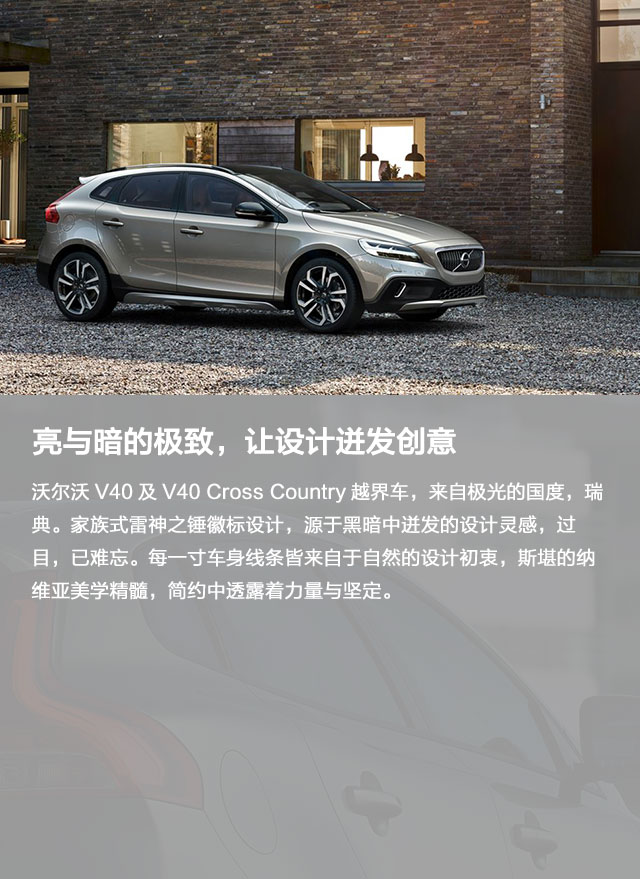 亮与暗的极致，让设计迸发创意
沃尔沃 V40 及 V40 Cross Country 越界车，来自极光的国度，瑞
典。家族式雷神之锤徽标设计，源于黑暗中迸发的设计灵感，过
目，已难忘。每一寸车身线条皆来自于自然的设计初衷，斯堪的纳
维亚美学精髓，简约中透露着力量与坚定。